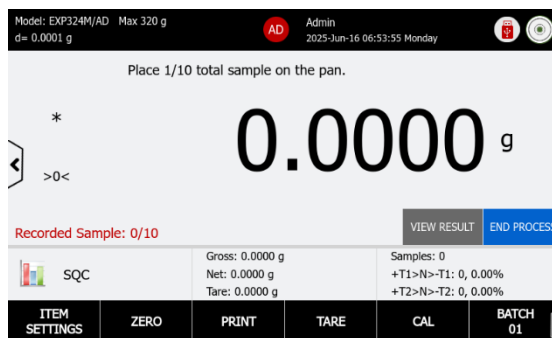 Model: EXP324M/AD Max 320 g
d= 0.0001 g
AD
Admin
2025-Jun-16 06:53:55 Monday
Place 1/10 total sample on the pan.
*
>0<
0.0000 g
Recorded Sample: 0/10
VIEW RESULT
END PROCESS
SQC
Gross: 0.0000 g
Net: 0.0000 g
Tare: 0.0000 g
Samples: 0
+T1>N>-T1: 0, 0.00%
+T2>N>-T2: 0, 0.00%
ITEM
SETTINGS
ZERO
PRINT
TARE
CAL
BATCH
01